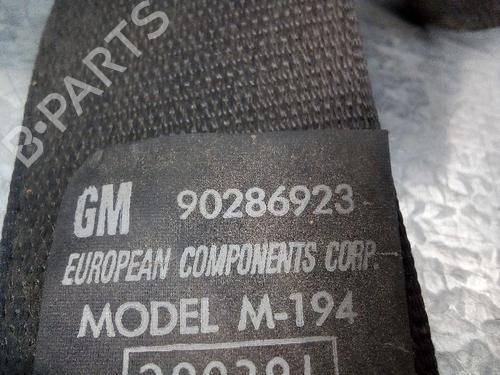 B-PARTS
GM 90286923
EUROPEAN COMPONENTS CORP.
MODEL M-194